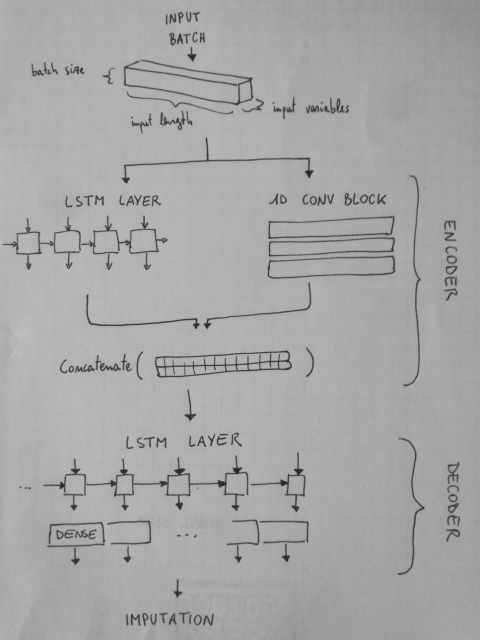 INPUT
BATCH
batch size
input length
input variables
LSTM LAYER
1D CONV BLOCK
ENCODER
Concatenate ( )
LSTM LAYER
...
DECODER
DENSE
...
IMPUTATION